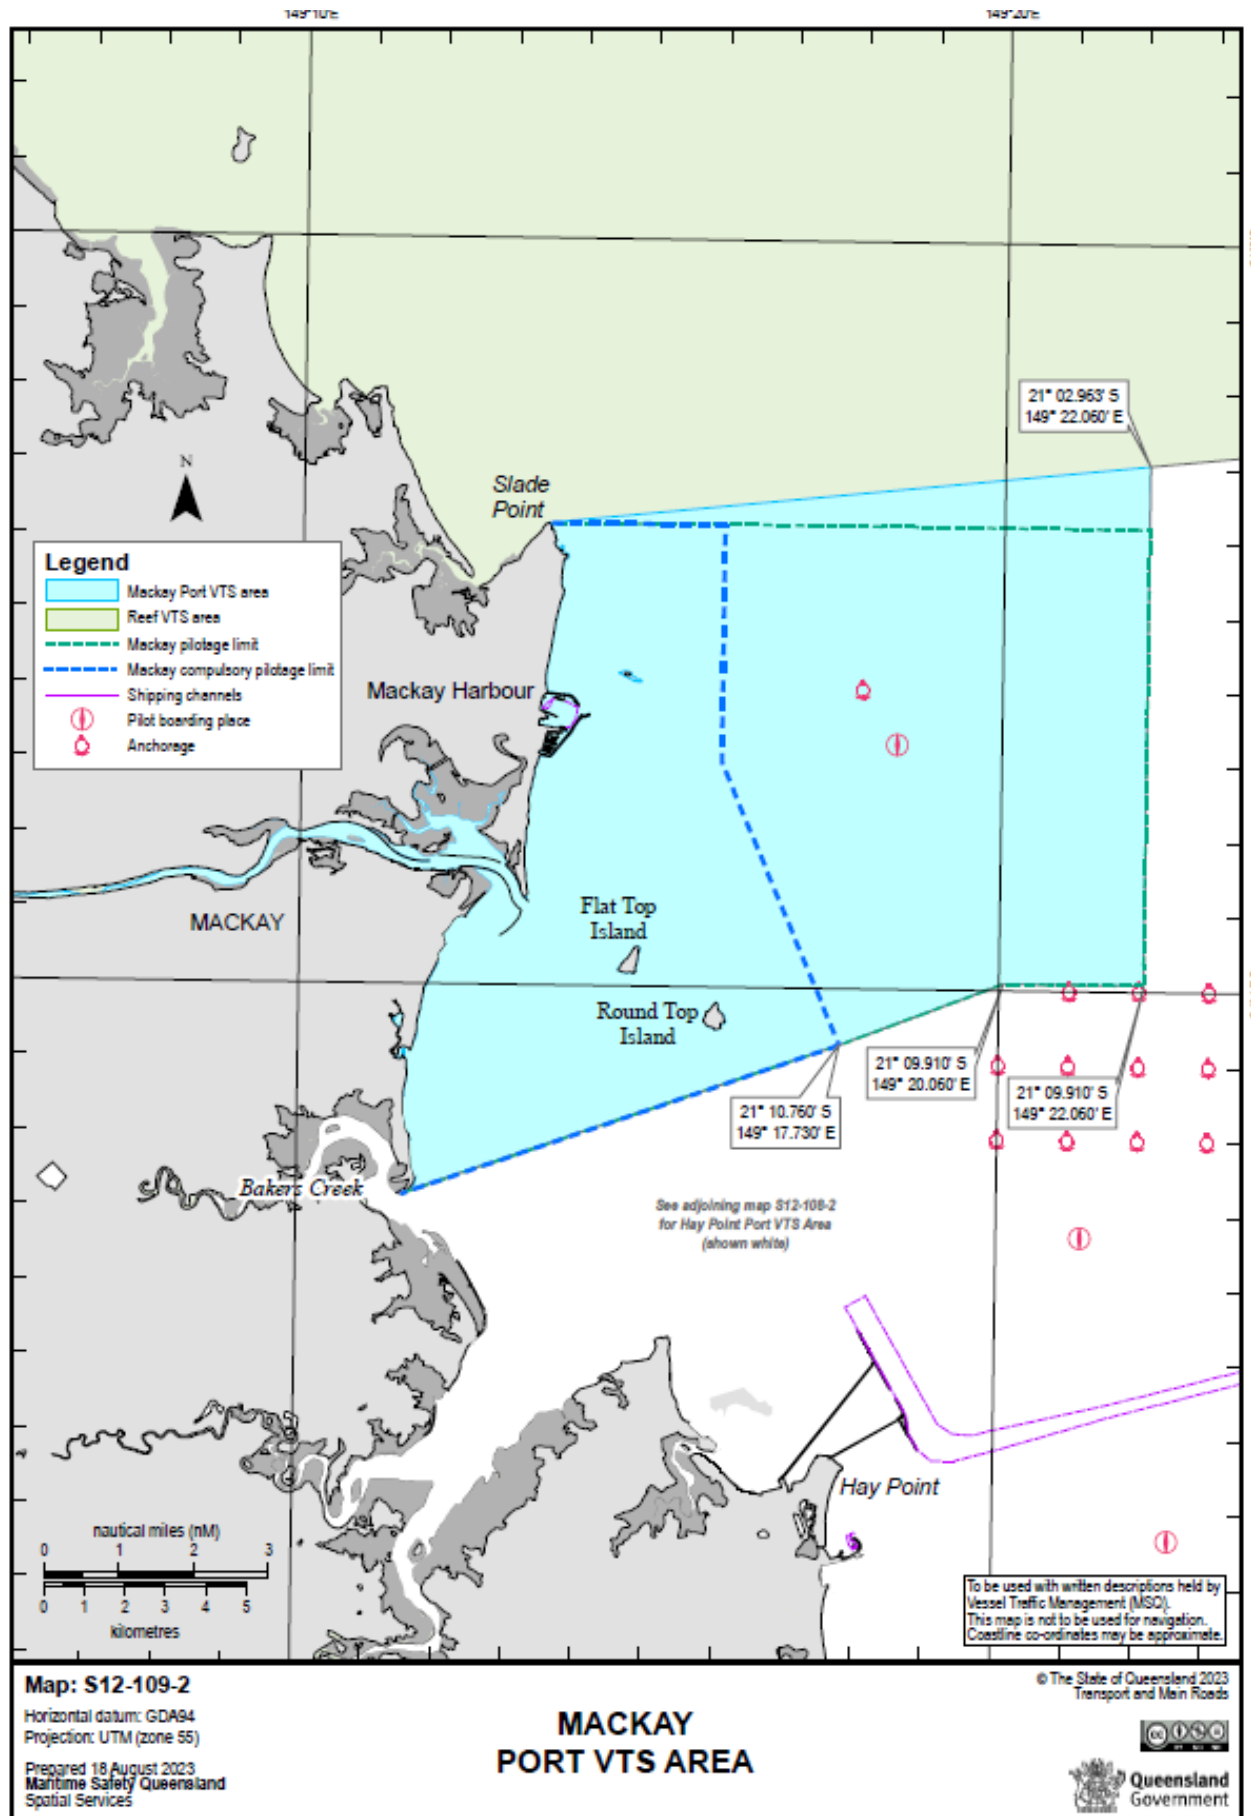 149°10'E
149°20'E
21° 02.963' S
149° 22.060' E
N
Slade
Point
Legend
Mackay Port VTS area
Reef VTS area
Mackay pilotage limit
Mackay compulsory pilotage limit
Shipping channels
Pilot boarding place
Anchorage
Mackay Harbour
MACKAY
Flat Top
Island
Round Top
Island
21° 09.910' S
149° 20.060' E
21° 09.910' S
149° 22.060' E
21° 10.760' S
149° 17.730' E
Bakers Creek
See adjoining map S12-108-2
for Hay Point Port VTS Area
(shown white)
Hay Point
nautical miles (nM)
0 1 2 3
0 1 2 3 4 5
kilometres
To be used with written descriptions held by
Vessel Traffic Management (MSQ).
This map is not to be used for navigation.
Coastline co-ordinates may be approximate.
Map: S12-109-2
Horizontal datum: GDA94
Projection: UTM (zone 55)
Prepared 18 August 2023
Maritime Safety Queensland
Spatial Services
MACKAY
PORT VTS AREA
© The State of Queensland 2023
Transport and Main Roads
cc
Queensland
Government